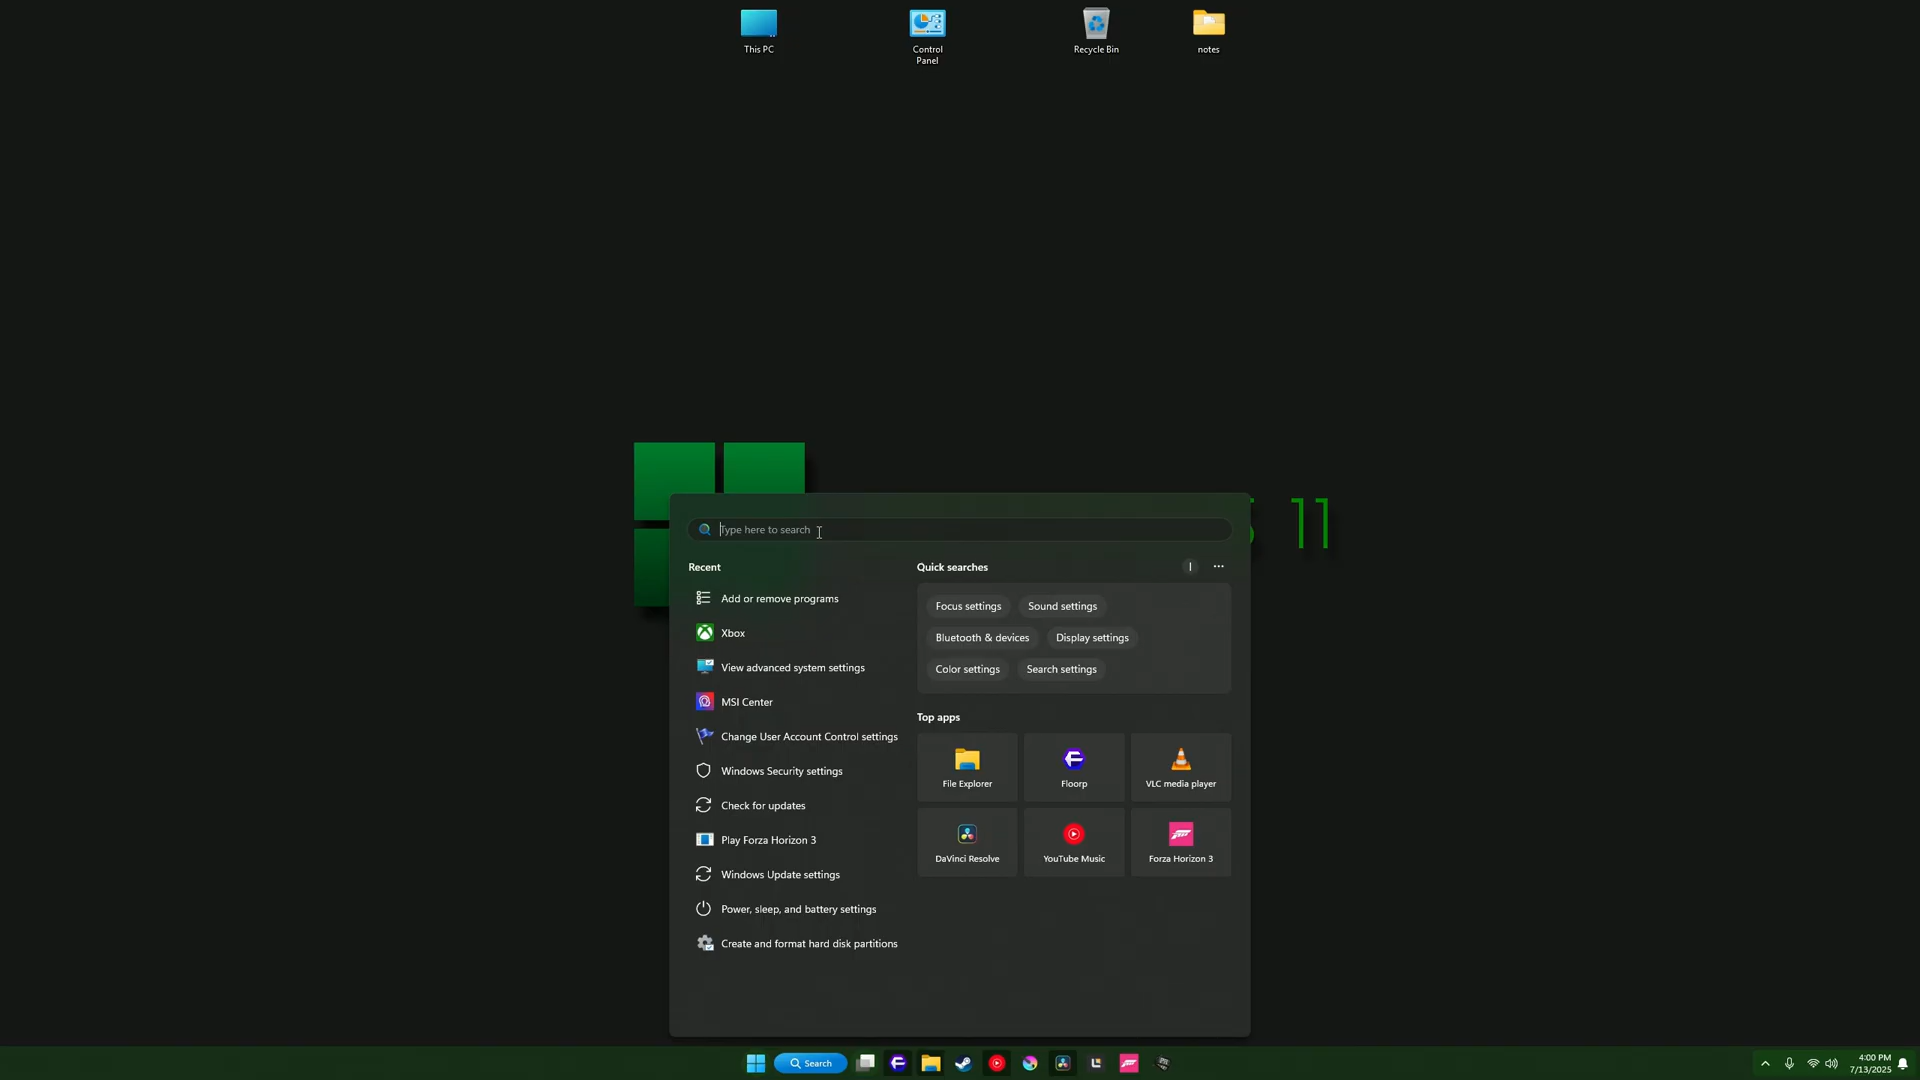 This PC
Control
Panel
Recycle Bin
notes
11
Type here to search
Recent
Quick searches
Add or remove programs
Focus settings
Sound settings
Xbox
Bluetooth & devices
Display settings
View advanced system settings
Color settings
Search settings
MSI Center
Top apps
Change User Account Control settings
Windows Security settings
File Explorer
Floorp
VLC media player
Check for updates
Play Forza Horizon 3
DaVinci Resolve
YouTube Music
Forza Horizon 3
Windows Update settings
Power, sleep, and battery settings
Create and format hard disk partitions
Search
4:00 PM
7/13/2025